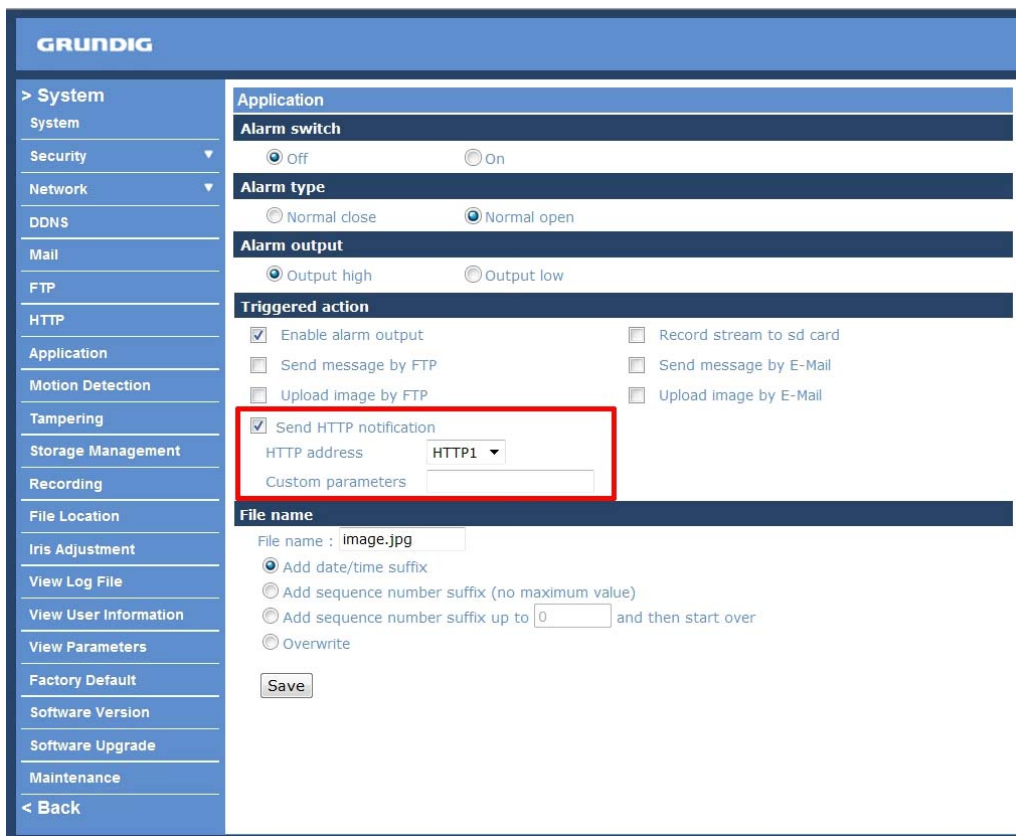 GRUNDIG
> System
System
Security
Network
DDNS
Mail
FTP
HTTP
Application
Motion Detection
Tampering
Storage Management
Recording
File Location
Iris Adjustment
View Log File
View User Information
View Parameters
Factory Default
Software Version
Software Upgrade
Maintenance
< Back
Application
Alarm switch
Off On
Alarm type
Normal close Normal open
Alarm output
Output high Output low
Triggered action
Enable alarm output Record stream to sd card
Send message by FTP Send message by E-Mail
Upload image by FTP Upload image by E-Mail
Send HTTP notification
HTTP address HTTP1
Custom parameters
File name
File name : image.jpg
Add date/time suffix
Add sequence number suffix (no maximum value)
Add sequence number suffix up to 0 and then start over
Overwrite
Save